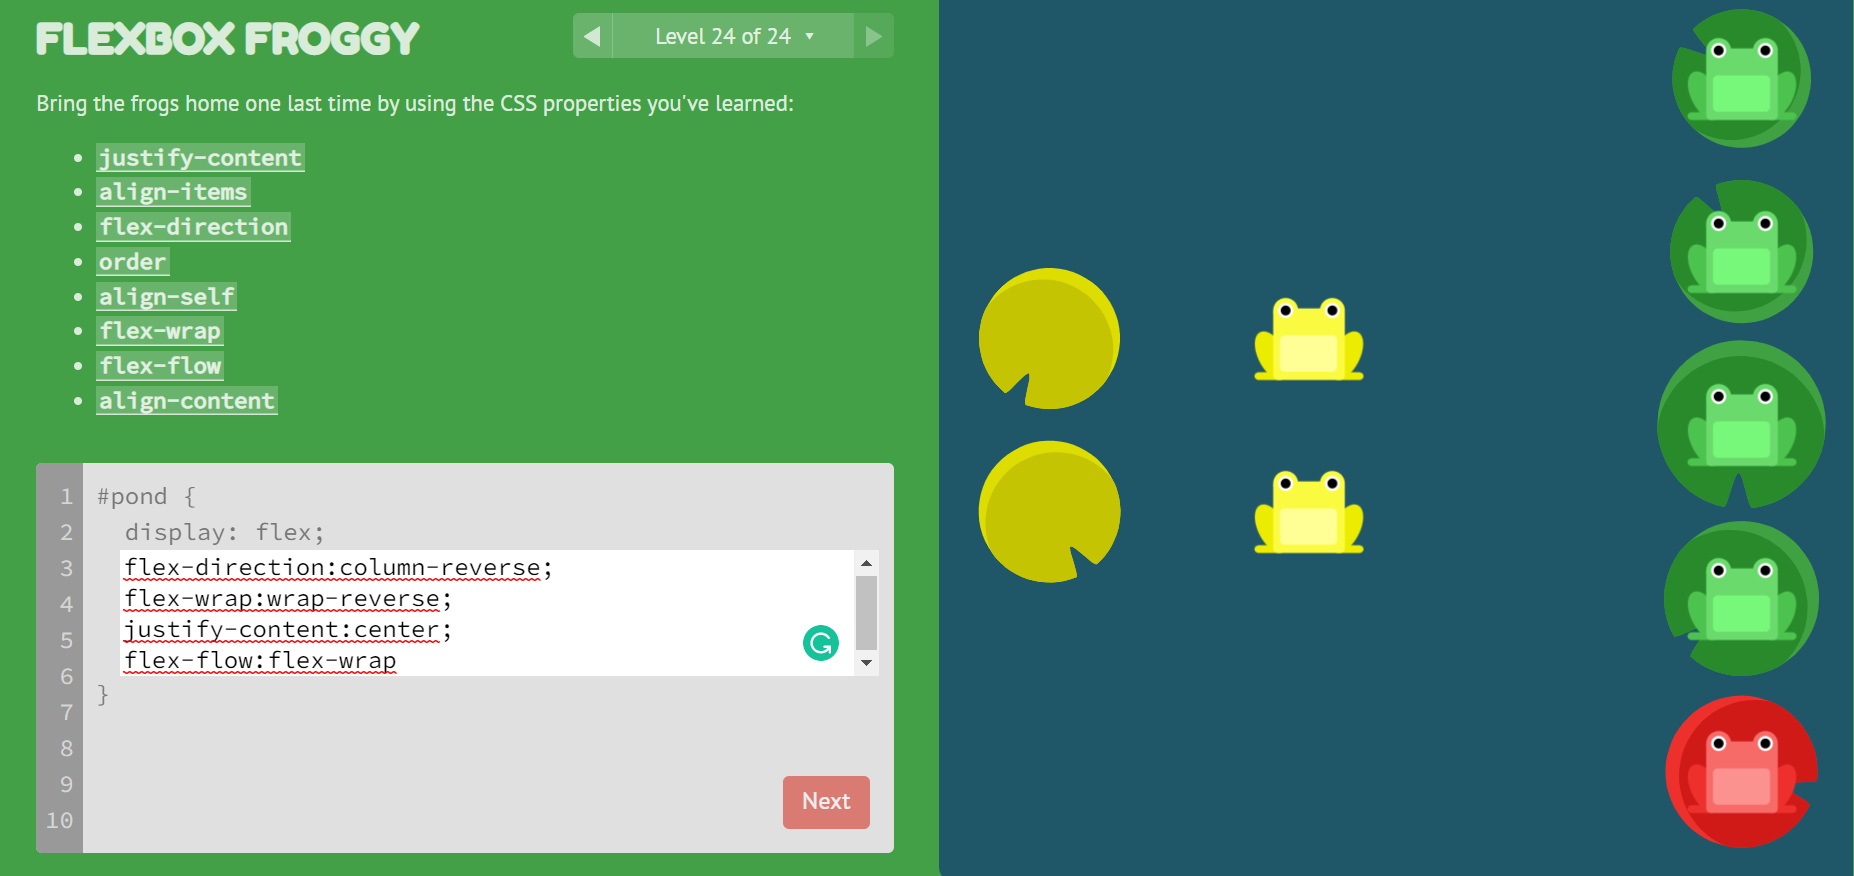 FLEXBOX FROGGY
Level 24 of 24
Bring the frogs home one last time by using the CSS properties you've learned:
justify-content
align-items
flex-direction
order
align-self
flex-wrap
flex-flow
align-content
1 #pond {
2 display: flex;
3 flex-direction:column-reverse;
4 flex-wrap:wrap-reverse;
5 justify-content:center;
6 flex-flow:flex-wrap
7 }
8
9
10
Next